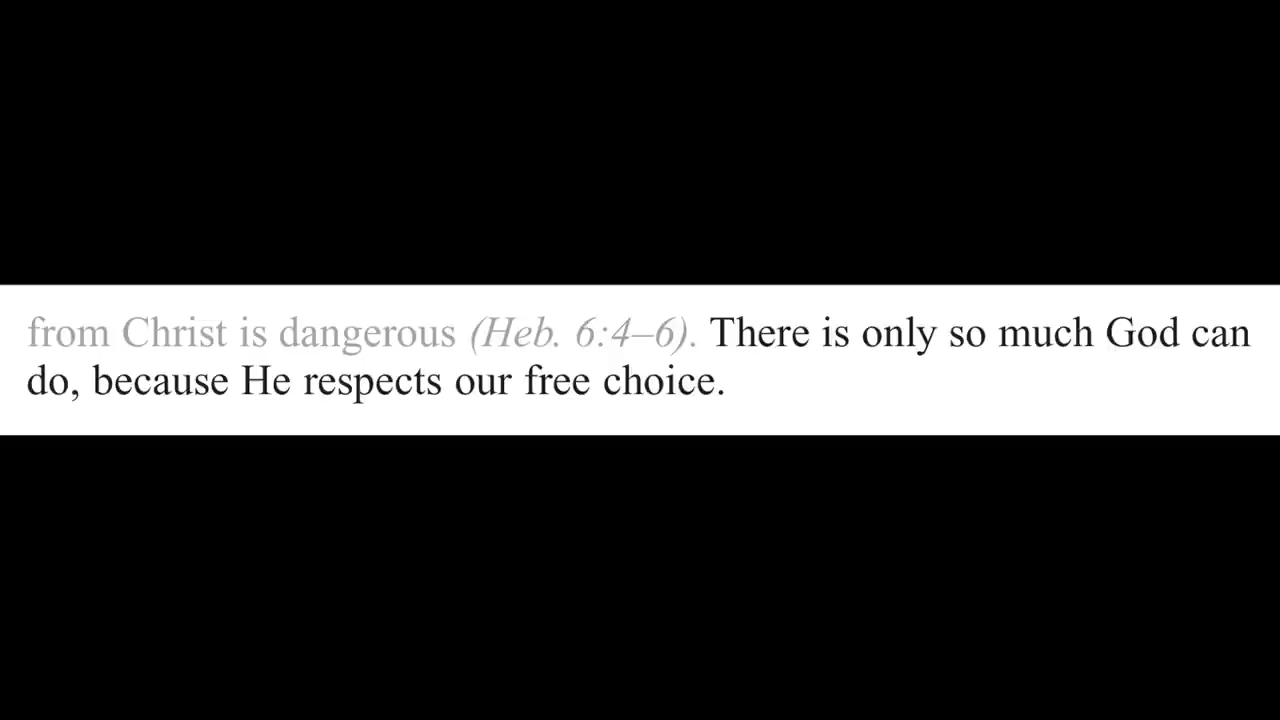 from Christ is dangerous (Heb. 6:4–6). There is only so much God can
do, because He respects our free choice.